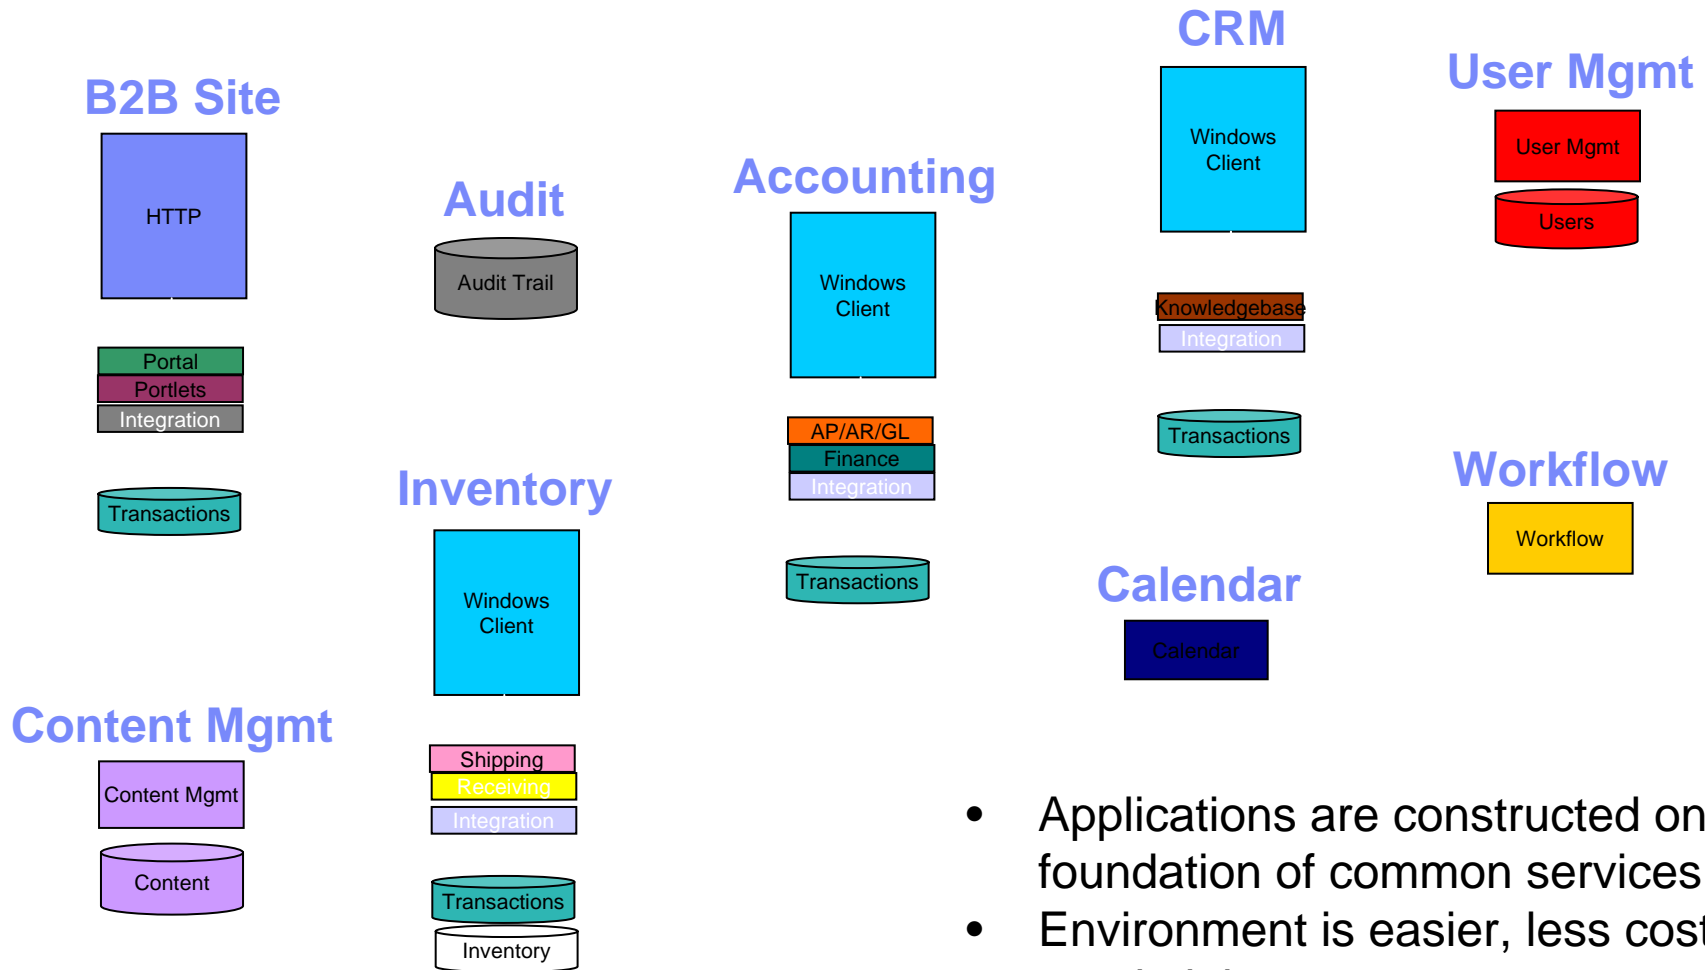 B2B Site
HTTP
Portal
Portlets
Integration
Transactions
Content Mgmt
Content Mgmt
Content
Audit
Audit Trail
Inventory
Windows
Client
Shipping
Receiving
Integration
Transactions
Inventory
Accounting
Windows
Client
AP/AR/GL
Finance
Integration
Transactions
CRM
Windows
Client
Knowledgebase
Integration
Transactions
Calendar
Calendar
User Mgmt
User Mgmt
Users
Workflow
Workflow
• Applications are constructed on
foundation of common services
• Environment is easier, less cost